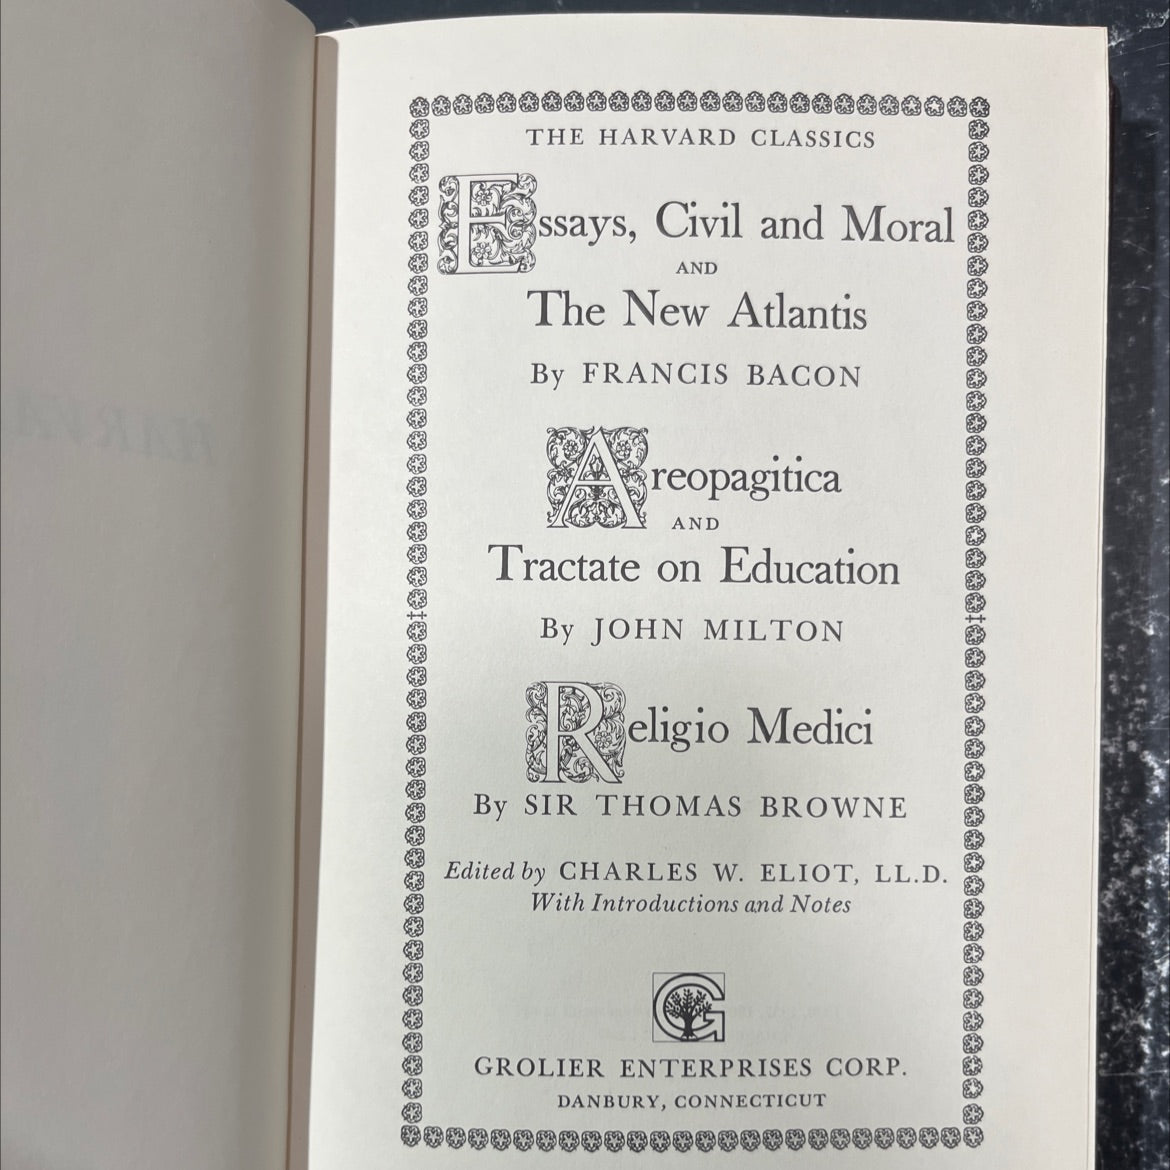 THE HARVARD CLASSICS
Essays, Civil and Moral
AND
The New Atlantis
By FRANCIS BACON
Areopagitica
AND
Tractate on Education
By JOHN MILTON
Religio Medici
By SIR THOMAS BROWNE
Edited by CHARLES W. ELIOT, LL.D.
With Introductions and Notes
G
GROLIER ENTERPRISES CORP.
DANBURY, CONNECTICUT